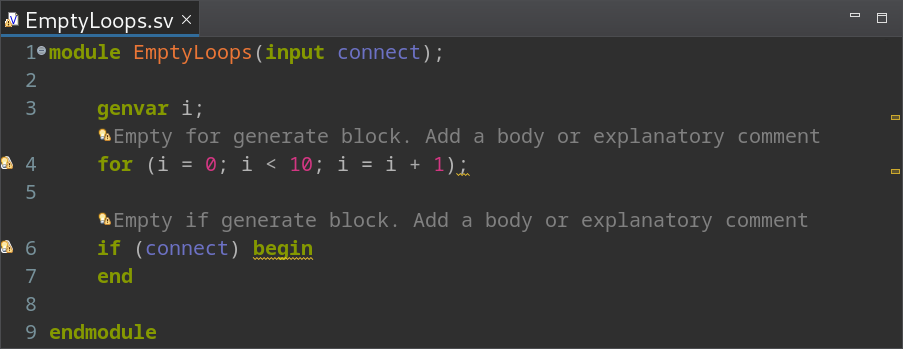 EmptyLoops.sv
1 module EmptyLoops(input connect);
2
3 genvar i;
Empty for generate block. Add a body or explanatory comment
4 for (i = 0; i < 10; i = i + 1);
5
Empty if generate block. Add a body or explanatory comment
6 if (connect) begin
7 end
8
9 endmodule